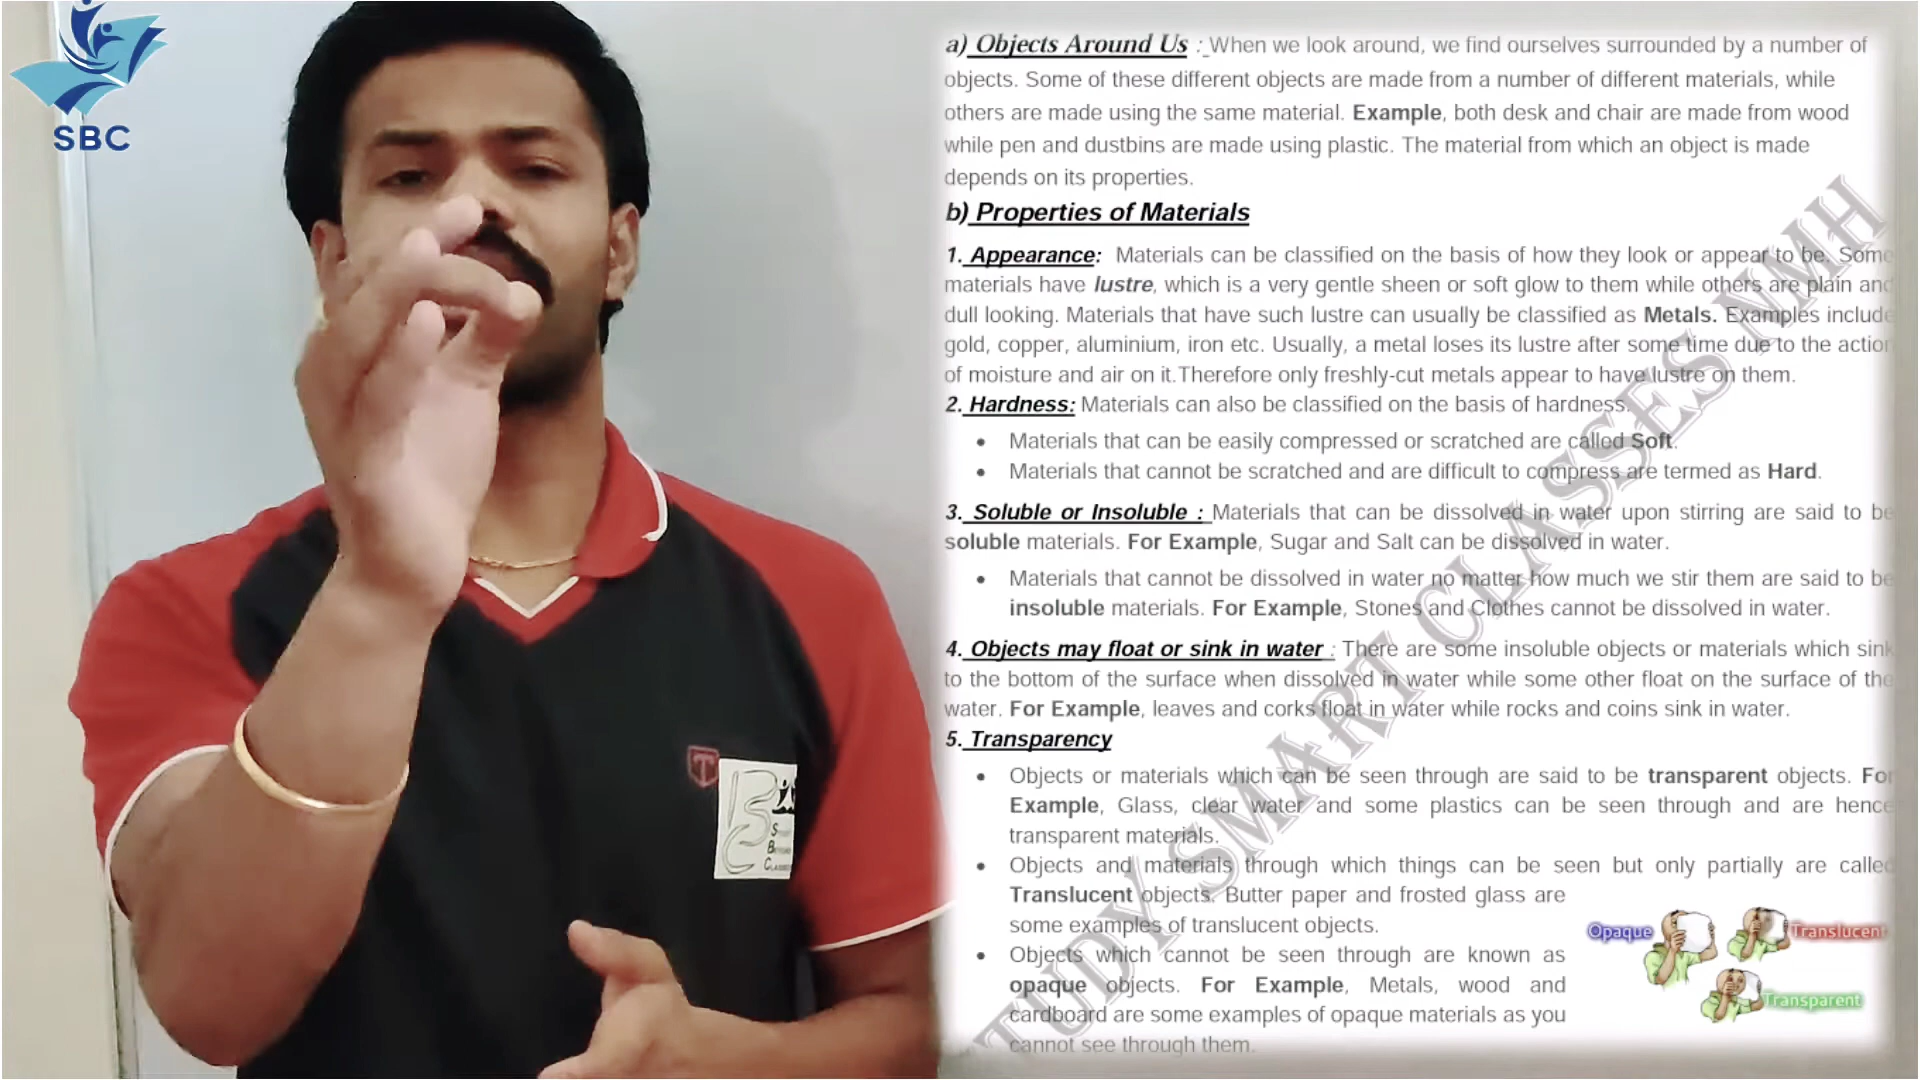 SBC
a) Objects Around Us : When we look around, we find ourselves surrounded by a number of
objects. Some of these different objects are made from a number of different materials, while
others are made using the same material. Example, both desk and chair are made from wood
while pen and dustbins are made using plastic. The material from which an object is made
depends on its properties.
b) Properties of Materials
1. Appearance: Materials can be classified on the basis of how they look or appear to be. Some
materials have lustre, which is a very gentle sheen or soft glow to them while others are plain and
dull looking. Materials that have such lustre can usually be classified as Metals. Examples include
gold, copper, aluminium, iron etc. Usually, a metal loses its lustre after some time due to the action
of moisture and air on it.Therefore only freshly-cut metals appear to have lustre on them.
2. Hardness: Materials can also be classified on the basis of hardness.
• Materials that can be easily compressed or scratched are called Soft.
• Materials that cannot be scratched and are difficult to compress are termed as Hard.
3. Soluble or Insoluble : Materials that can be dissolved in water upon stirring are said to be
soluble materials. For Example, Sugar and Salt can be dissolved in water.
• Materials that cannot be dissolved in water no matter how much we stir them are said to be
insoluble materials. For Example, Stones and Clothes cannot be dissolved in water.
4. Objects may float or sink in water : There are some insoluble objects or materials which sink
to the bottom of the surface when dissolved in water while some other float on the surface of the
water. For Example, leaves and corks float in water while rocks and coins sink in water.
5. Transparency
• Objects or materials which can be seen through are said to be transparent objects. For
Example, Glass, clear water and some plastics can be seen through and are hence
transparent materials.
• Objects and materials through which things can be seen but only partially are called
Translucent objects. Butter paper and frosted glass are
some examples of translucent objects.
• Objects which cannot be seen through are known as
opaque objects. For Example, Metals, wood and
cardboard are some examples of opaque materials as you
cannot see through them.
Opaque
Translucent
Transparent
TUDY SMART CLASSES NMH
T